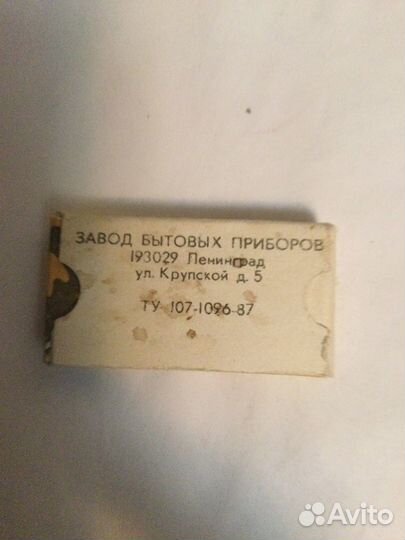 ЗАВОД БЫТОВЫХ ПРИБОРОВ
193029 Ленинград
ул. Крупской д. 5
ТУ 107-1096-87
Avito